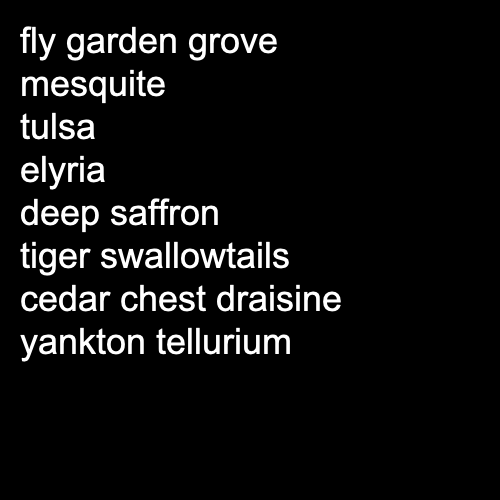 fly garden grove
mesquite
tulsa
elyria
deep saffron
tiger swallowtails
cedar chest draisine
yankton tellurium